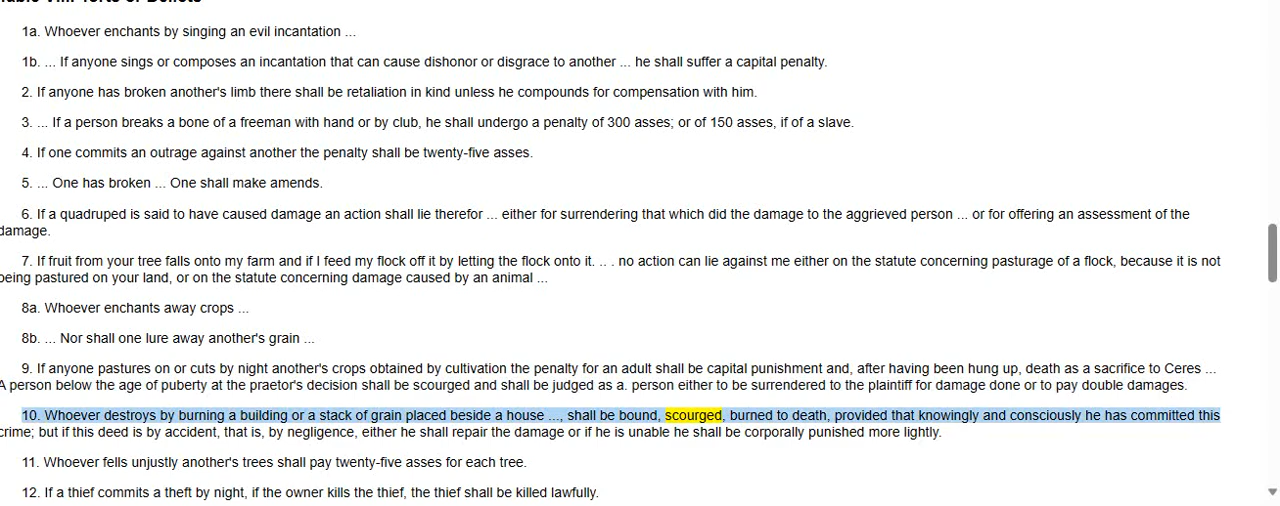 1a. Whoever enchants by singing an evil incantation ...
1b. ... If anyone sings or composes an incantation that can cause dishonor or disgrace to another ... he shall suffer a capital penalty.
2. If anyone has broken another's limb there shall be retaliation in kind unless he compounds for compensation with him.
3. ... If a person breaks a bone of a freeman with hand or by club, he shall undergo a penalty of 300 asses; or of 150 asses, if of a slave.
4. If one commits an outrage against another the penalty shall be twenty-five asses.
5. ... One has broken ... One shall make amends.
6. If a quadruped is said to have caused damage an action shall lie therefor ... either for surrendering that which did the damage to the aggrieved person ... or for offering an assessment of the
damage.
7. If fruit from your tree falls onto my farm and if I feed my flock off it by letting the flock onto it. .. . no action can lie against me either on the statute concerning pasturage of a flock, because it is not
being pastured on your land, or on the statute concerning damage caused by an animal ...
8a. Whoever enchants away crops ...
8b. ... Nor shall one lure away another's grain ...
9. If anyone pastures on or cuts by night another's crops obtained by cultivation the penalty for an adult shall be capital punishment and, after having been hung up, death as a sacrifice to Ceres ...
A person below the age of puberty at the praetor's decision shall be scourged and shall be judged as a. person either to be surrendered to the plaintiff for damage done or to pay double damages.
10. Whoever destroys by burning a building or a stack of grain placed beside a house ..., shall be bound, scourged, burned to death, provided that knowingly and consciously he has committed this
crime; but if this deed is by accident, that is, by negligence, either he shall repair the damage or if he is unable he shall be corporally punished more lightly.
11. Whoever fells unjustly another's trees shall pay twenty-five asses for each tree.
12. If a thief commits a theft by night, if the owner kills the thief, the thief shall be killed lawfully.